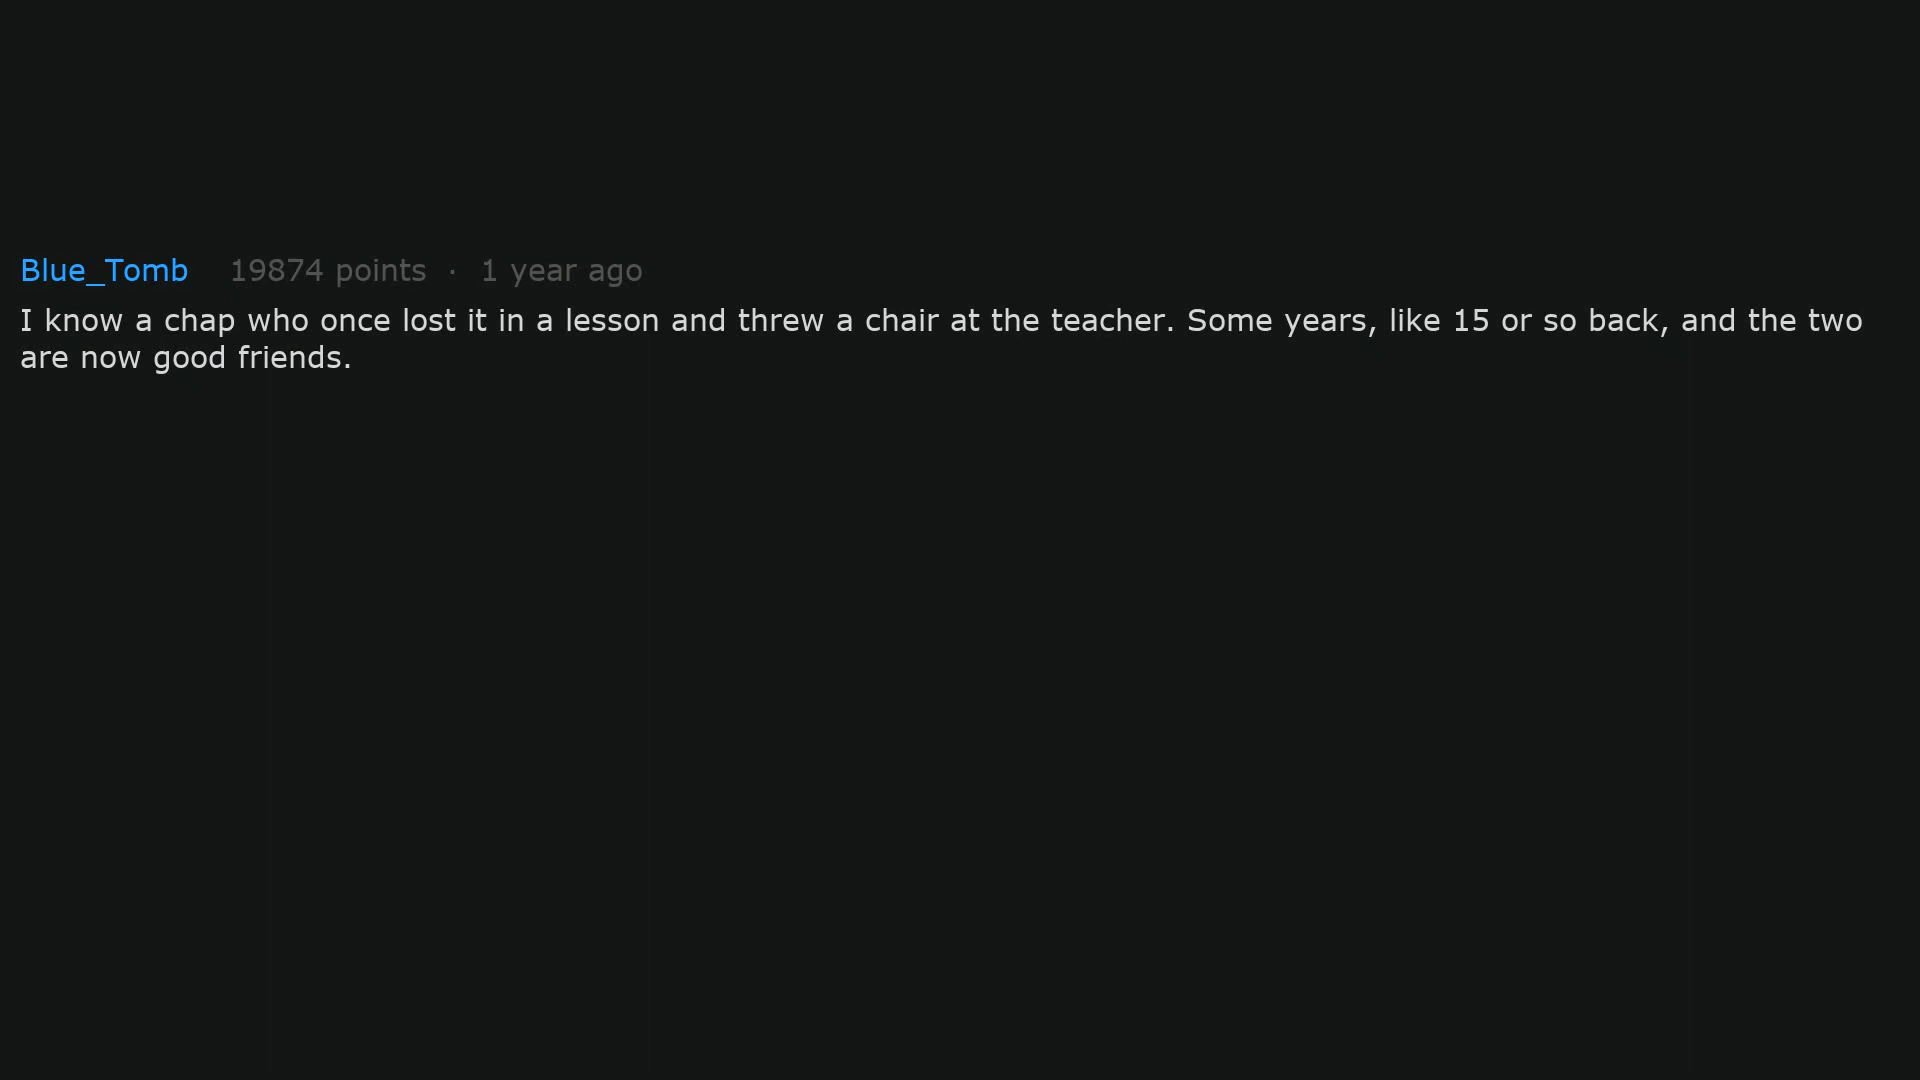 Blue_Tomb 19874 points · 1 year ago
I know a chap who once lost it in a lesson and threw a chair at the teacher. Some years, like 15 or so back, and the two
are now good friends.